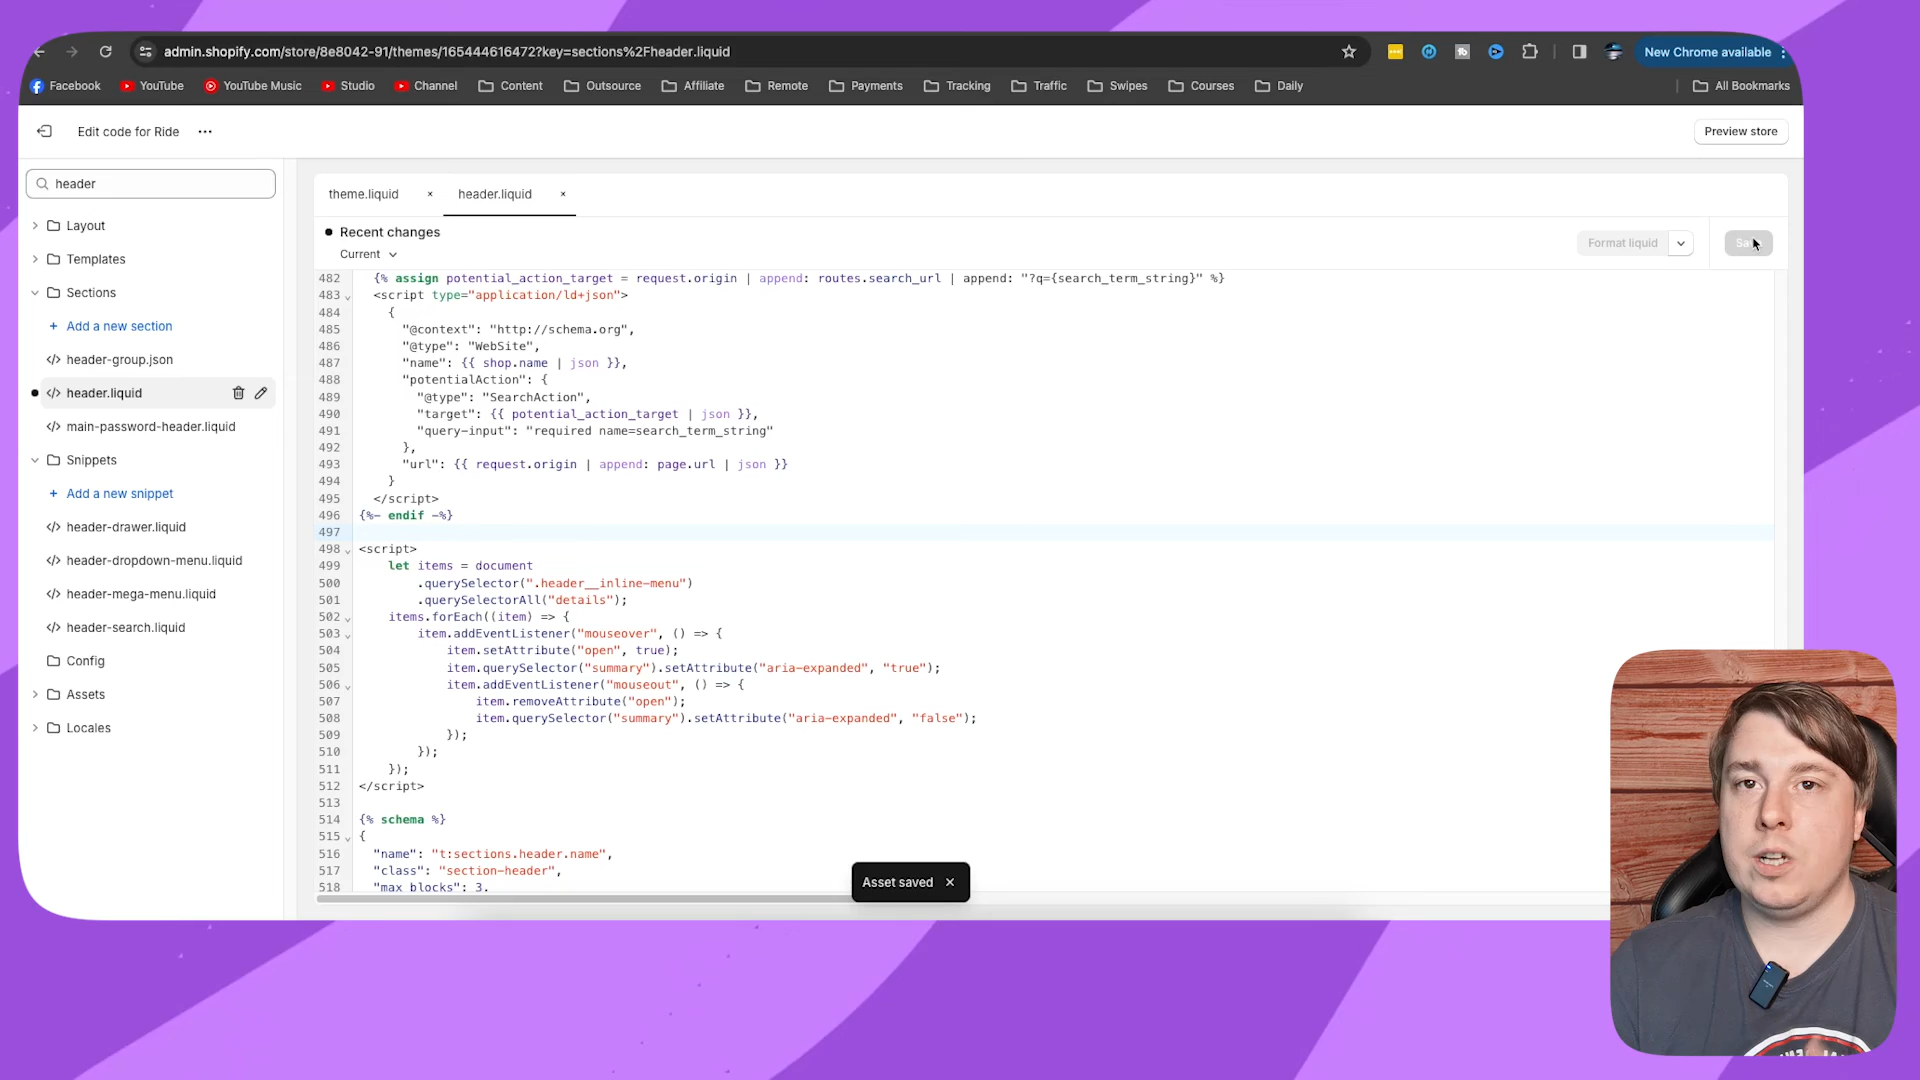 admin.shopify.com/store/8e8042-91/themes/165444616472?key=sections%2Fheader.liquid
New Chrome available
Facebook YouTube YouTube Music Studio Channel Content Outsource Affiliate Remote Payments Tracking Traffic Swipes Courses Daily All Bookmarks
Edit code for Ride
Preview store
header
Layout
Templates
Sections
Add a new section
header-group.json
header.liquid
main-password-header.liquid
Snippets
Add a new snippet
header-drawer.liquid
header-dropdown-menu.liquid
header-mega-menu.liquid
header-search.liquid
Config
Assets
Locales
theme.liquid header.liquid
Recent changes
Current
Format liquid
482 {% assign potential_action_target = request.origin | append: routes.search_url | append: "?q={search_term_string}" %}
483 <script type="application/ld+json">
484 {
485 "@context": "http://schema.org",
486 "@type": "WebSite",
487 "name": {{ shop.name | json }},
488 "potentialAction": {
489 "@type": "SearchAction",
490 "target": {{ potential_action_target | json }},
491 "query-input": "required name=search_term_string"
492 },
493 "url": {{ request.origin | append: page.url | json }}
494 }
495 </script>
496 {%- endif -%}
497
498 <script>
499 let items = document
500 .querySelector(".header__inline-menu")
501 .querySelectorAll("details");
502 items.forEach((item) => {
503 item.addEventListener("mouseover", () => {
504 item.setAttribute("open", true);
505 item.querySelector("summary").setAttribute("aria-expanded", "true");
506 item.addEventListener("mouseout", () => {
507 item.removeAttribute("open");
508 item.querySelector("summary").setAttribute("aria-expanded", "false");
509 });
510 });
511 });
512 </script>
513
514 {% schema %}
515 {
516 "name": "t:sections.header.name",
517 "class": "section-header",
518 "max_blocks": 3,
Asset saved